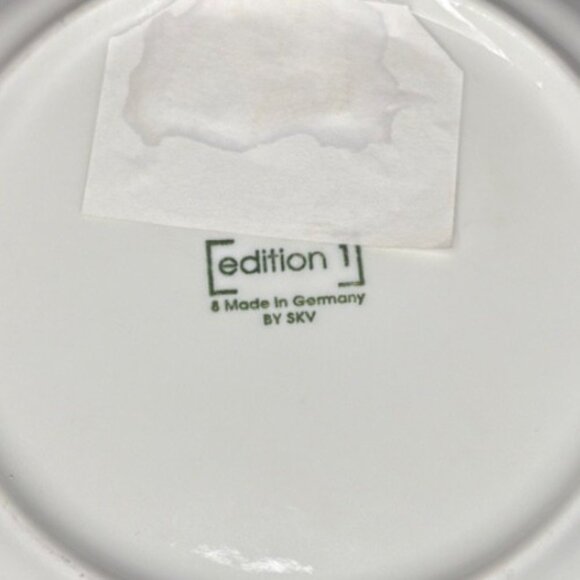 [edition 1]
8 Made in Germany
BY SKV